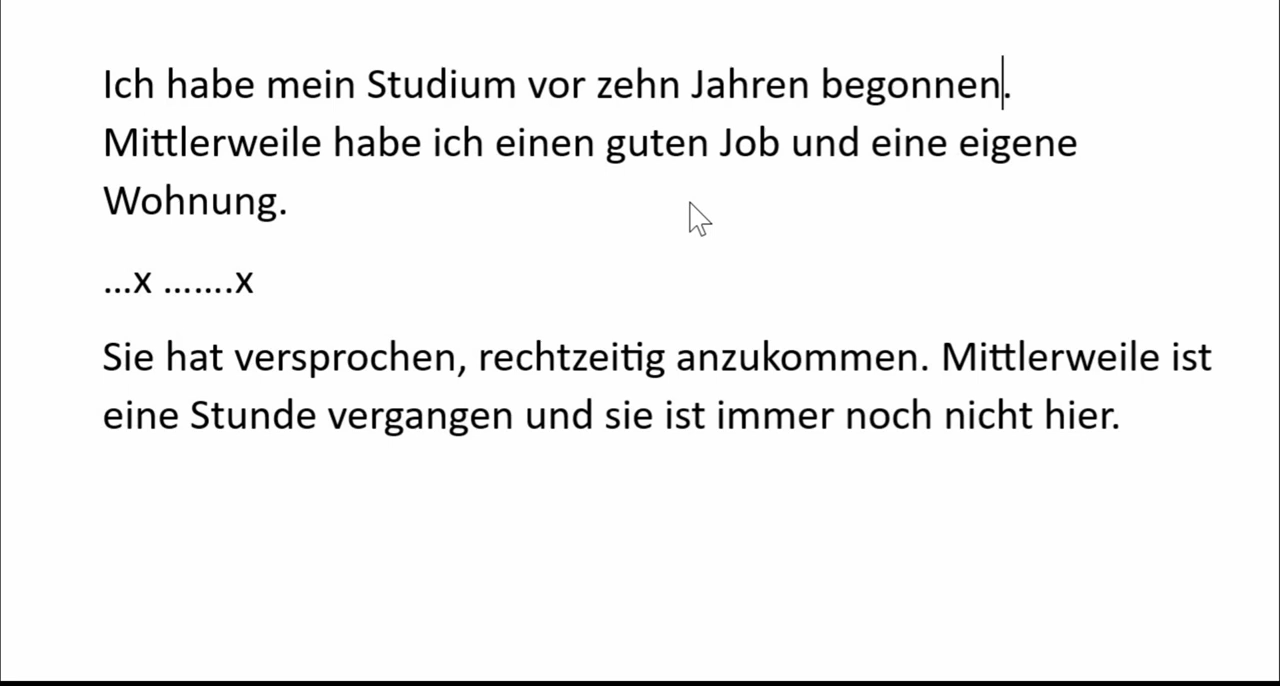 Ich habe mein Studium vor zehn Jahren begonnen.
Mittlerweile habe ich einen guten Job und eine eigene
Wohnung.
...x .......x
Sie hat versprochen, rechtzeitig anzukommen. Mittlerweile ist
eine Stunde vergangen und sie ist immer noch nicht hier.